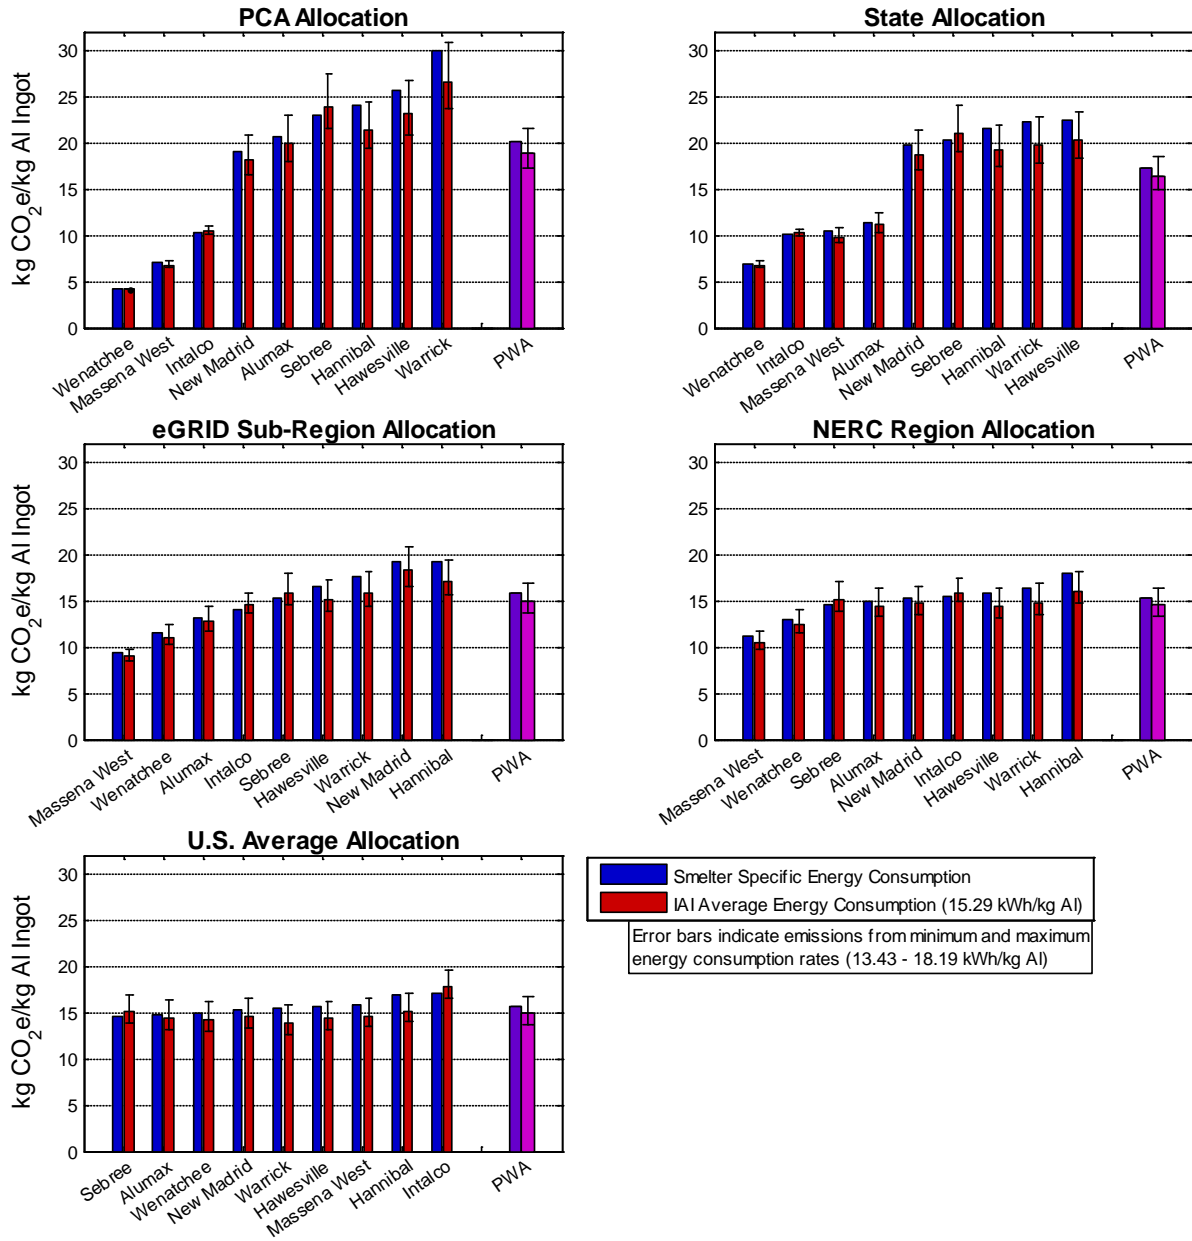 PCA Allocation
kg CO2e/kg Al Ingot
30
25
20
15
10
5
0
Wenatchee
Massena West
Intalco
New Madrid
Alumax
Sebree
Hannibal
Hawesville
Warrick
PWA
State Allocation
30
25
20
15
10
5
0
Wenatchee
Intalco
Massena West
Alumax
New Madrid
Sebree
Hannibal
Warrick
Hawesville
PWA
eGRID Sub-Region Allocation
kg CO2e/kg Al Ingot
30
25
20
15
10
5
0
Massena West
Wenatchee
Alumax
Intalco
Sebree
Hawesville
Warrick
New Madrid
Hannibal
PWA
NERC Region Allocation
30
25
20
15
10
5
0
Massena West
Wenatchee
Sebree
Alumax
New Madrid
Intalco
Hawesville
Warrick
Hannibal
PWA
U.S. Average Allocation
kg CO2e/kg Al Ingot
30
25
20
15
10
5
0
Sebree
Alumax
Wenatchee
New Madrid
Warrick
Hawesville
Massena West
Hannibal
Intalco
PWA
Smelter Specific Energy Consumption
IAI Average Energy Consumption (15.29 kWh/kg Al)
Error bars indicate emissions from minimum and maximum
energy consumption rates (13.43 - 18.19 kWh/kg Al)